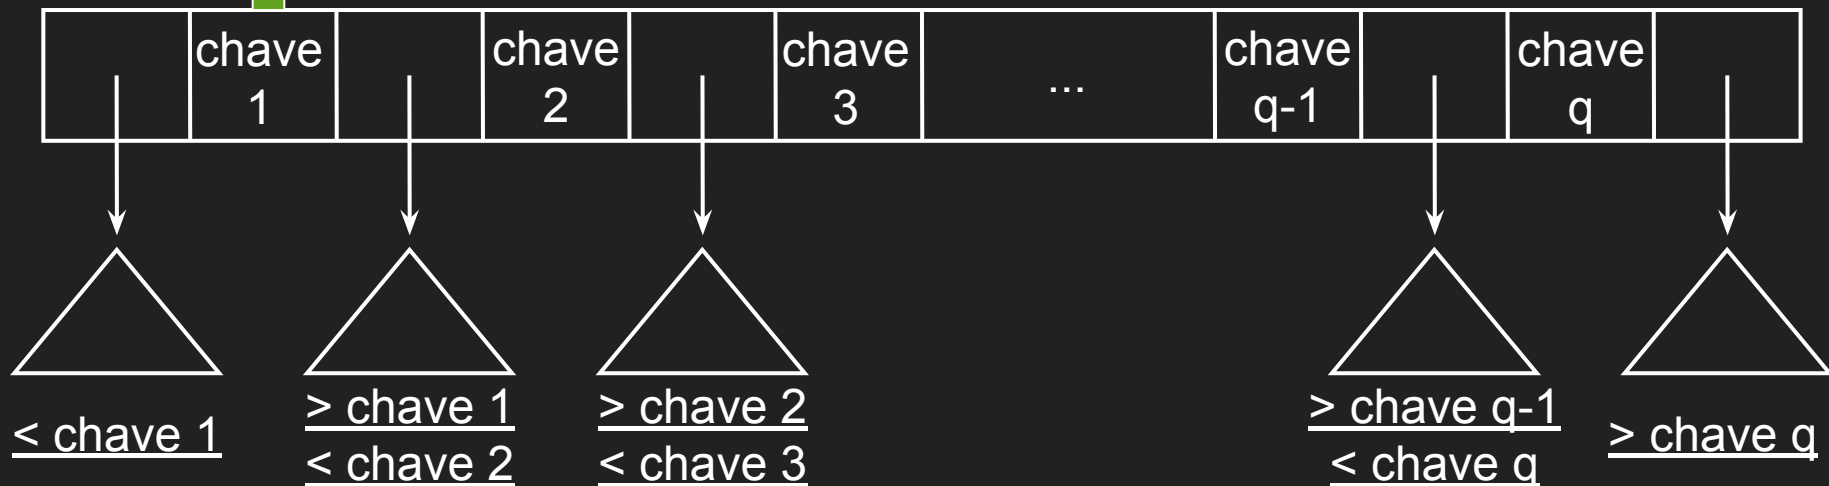 chave
1
chave
2
chave
3
...
chave
q-1
chave
q
< chave 1
> chave 1
< chave 2
> chave 2
< chave 3
> chave q-1
< chave q
> chave q